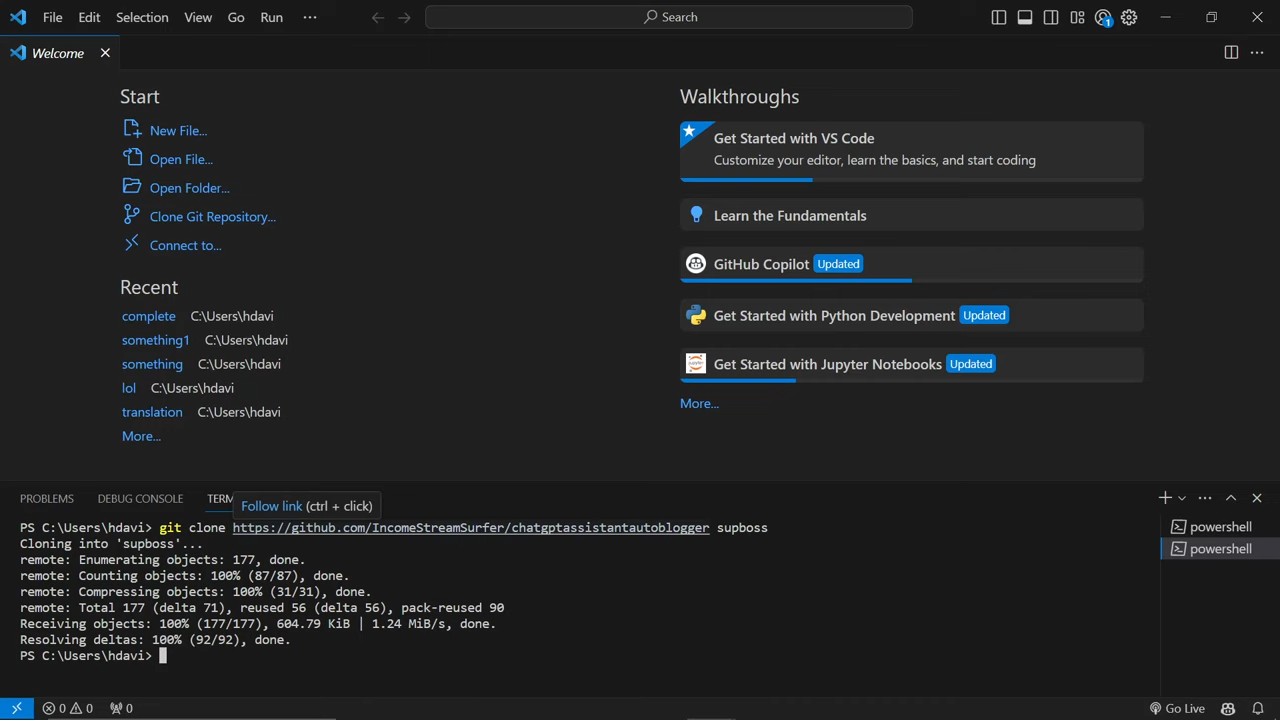 File Edit Selection View Go Run ··· Search
1
Welcome
Start
New File...
Open File...
Open Folder...
Clone Git Repository...
Connect to...
Recent
complete C:\Users\hdavi
something1 C:\Users\hdavi
something C:\Users\hdavi
lol C:\Users\hdavi
translation C:\Users\hdavi
More...
Walkthroughs
Get Started with VS Code
Customize your editor, learn the basics, and start coding
Learn the Fundamentals
GitHub Copilot Updated
Get Started with Python Development Updated
Get Started with Jupyter Notebooks Updated
More...
PROBLEMS DEBUG CONSOLE TERM
Follow link (ctrl + click)
PS C:\Users\hdavi> git clone https://github.com/IncomeStreamSurfer/chatgptassistantautoblogger supboss
Cloning into 'supboss'...
remote: Enumerating objects: 177, done.
remote: Counting objects: 100% (87/87), done.
remote: Compressing objects: 100% (31/31), done.
remote: Total 177 (delta 71), reused 56 (delta 56), pack-reused 90
Receiving objects: 100% (177/177), 604.79 KiB | 1.24 MiB/s, done.
Resolving deltas: 100% (92/92), done.
PS C:\Users\hdavi>
powershell
powershell
0 0 0 Go Live